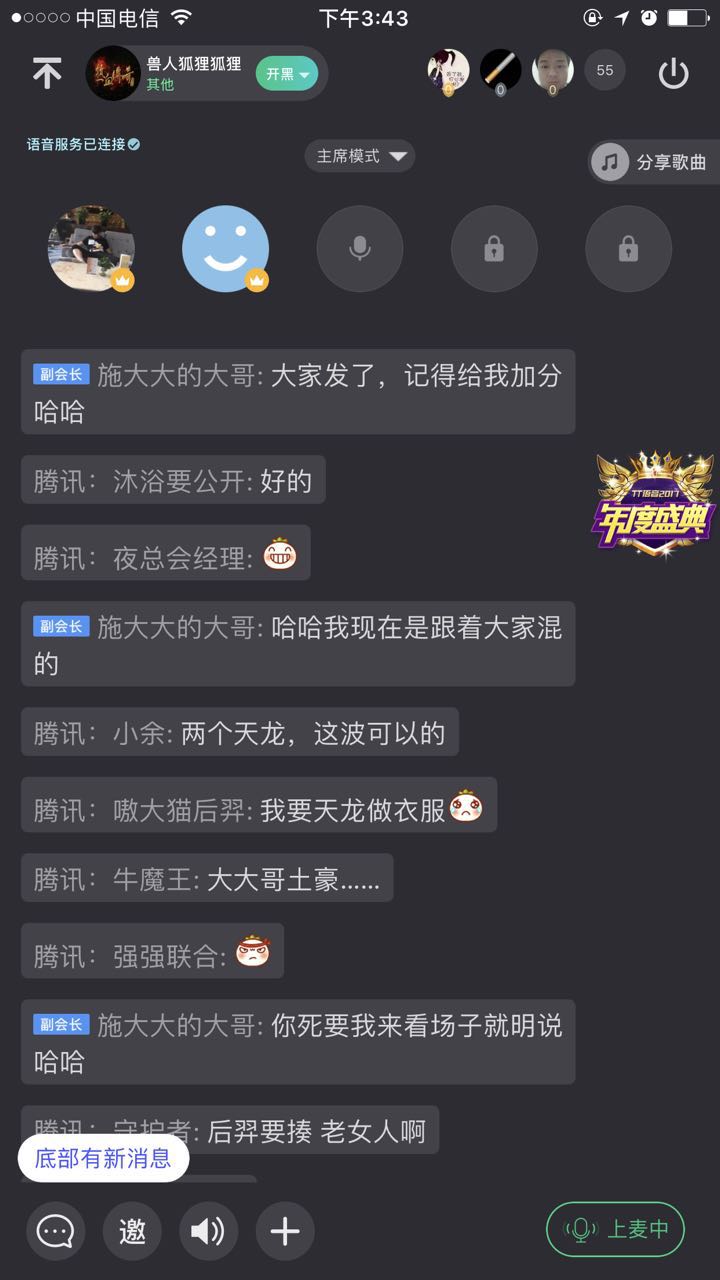 中国电信
下午3:43
兽人狐狸狐狸
其他
开黑
0
0
0
55
语音服务已连接
主席模式
分享歌曲
副会长 施大大的大哥: 大家发了，记得给我加分
哈哈
腾讯：沐浴要公开: 好的
腾讯：夜总会经理:
TT语音2017
年度盛典
副会长 施大大的大哥: 哈哈我现在是跟着大家混
的
腾讯：小余: 两个天龙，这波可以的
腾讯：嗷大猫后羿: 我要天龙做衣服
腾讯：牛魔王: 大大哥土豪……
腾讯：强强联合:
副会长 施大大的大哥: 你死要我来看场子就明说
哈哈
腾讯：守护者: 后羿要揍 老女人啊
底部有新消息
邀
上麦中